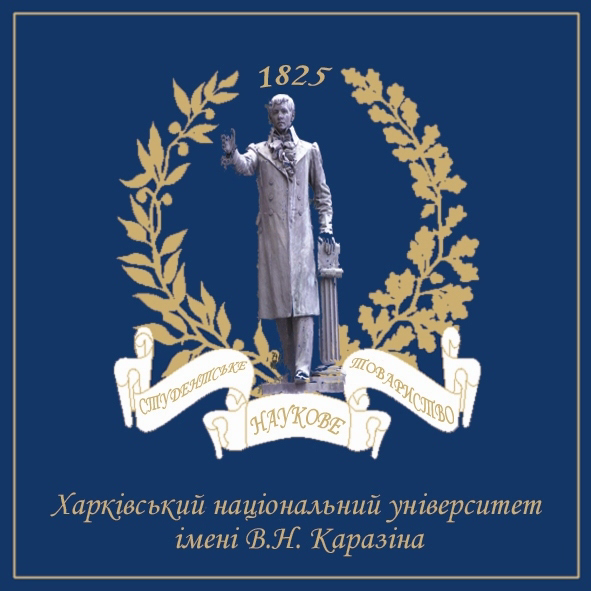 1825
СТУДЕНТСЬКЕ
НАУКОВЕ
ТОВАРИСТВО
Харківський національний університет
імені В.Н. Каразіна